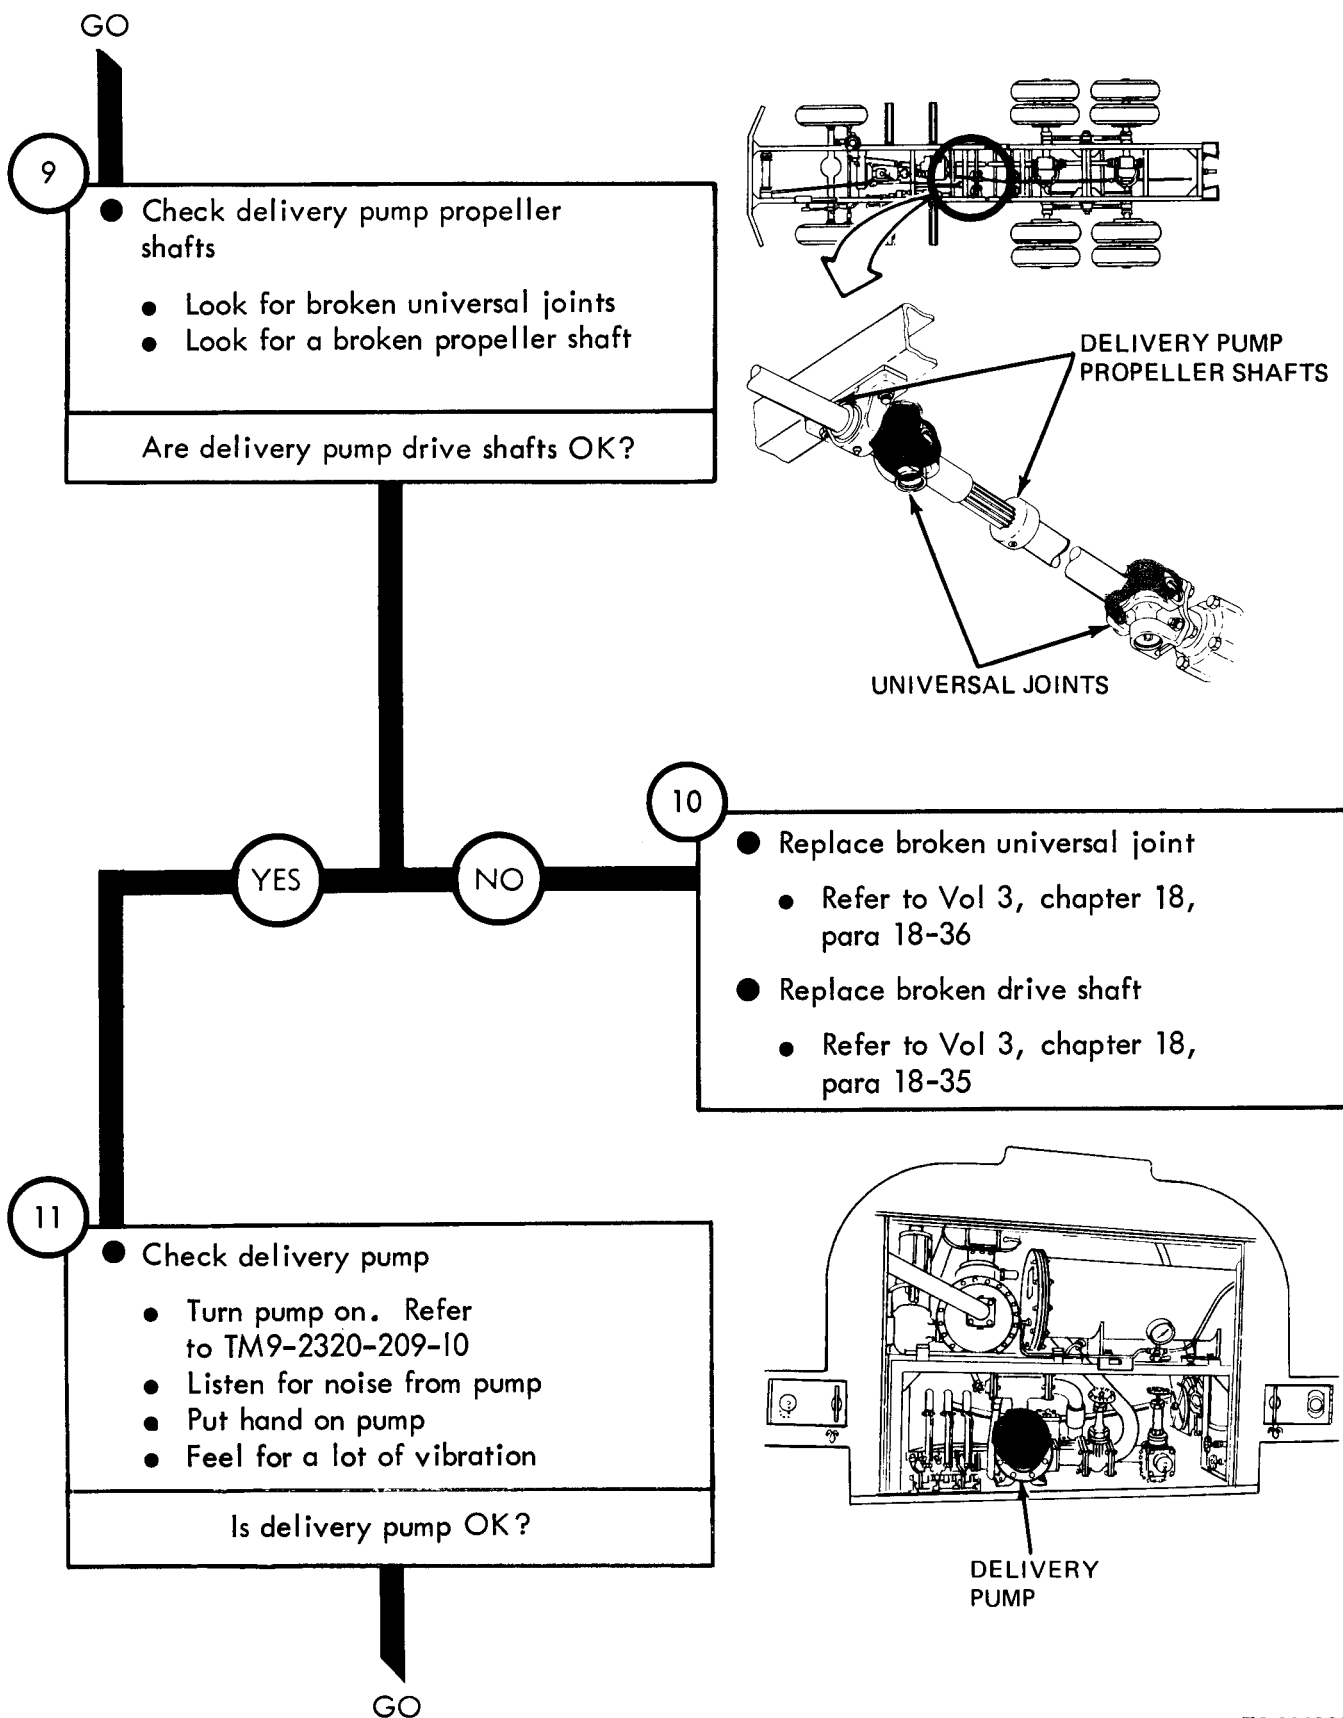 GO
9
● Check delivery pump propeller
shafts
● Look for broken universal joints
● Look for a broken propeller shaft
Are delivery pump drive shafts OK?
DELIVERY PUMP
PROPELLER SHAFTS
UNIVERSAL JOINTS
YES
NO
10
● Replace broken universal joint
● Refer to Vol 3, chapter 18,
para 18-36
● Replace broken drive shaft
● Refer to Vol 3, chapter 18,
para 18-35
11
● Check delivery pump
● Turn pump on. Refer
to TM9-2320-209-10
● Listen for noise from pump
● Put hand on pump
● Feel for a lot of vibration
Is delivery pump OK?
DELIVERY
PUMP
GO